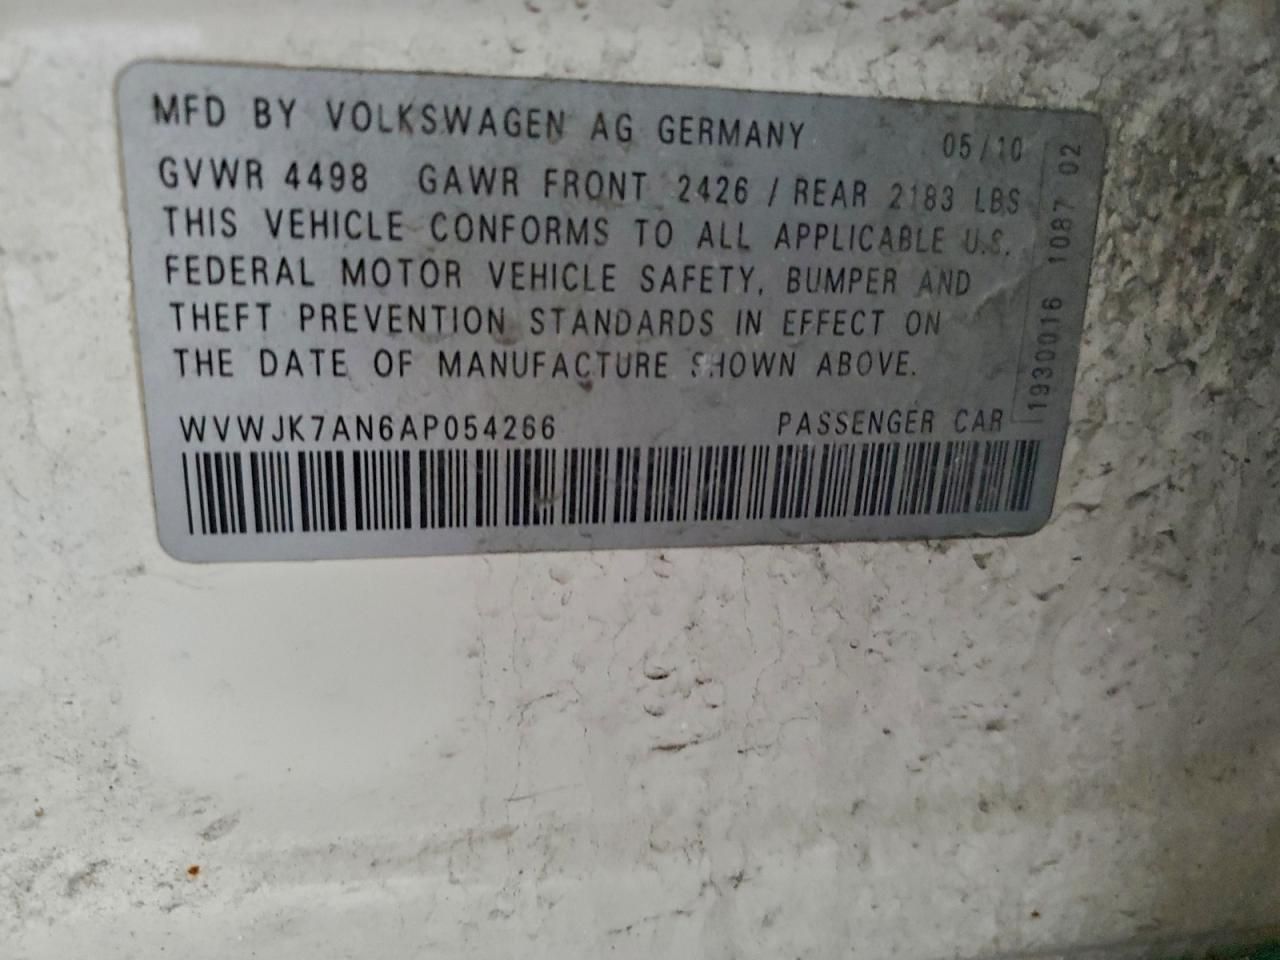 MFD BY VOLKSWAGEN AG GERMANY 05/10
GVWR 4498 GAWR FRONT 2426 / REAR 2183 LBS
THIS VEHICLE CONFORMS TO ALL APPLICABLE U.S.
FEDERAL MOTOR VEHICLE SAFETY, BUMPER AND
THEFT PREVENTION STANDARDS IN EFFECT ON
THE DATE OF MANUFACTURE SHOWN ABOVE.
WVWJK7AN6AP054266 PASSENGER CAR
1930016 1087 02